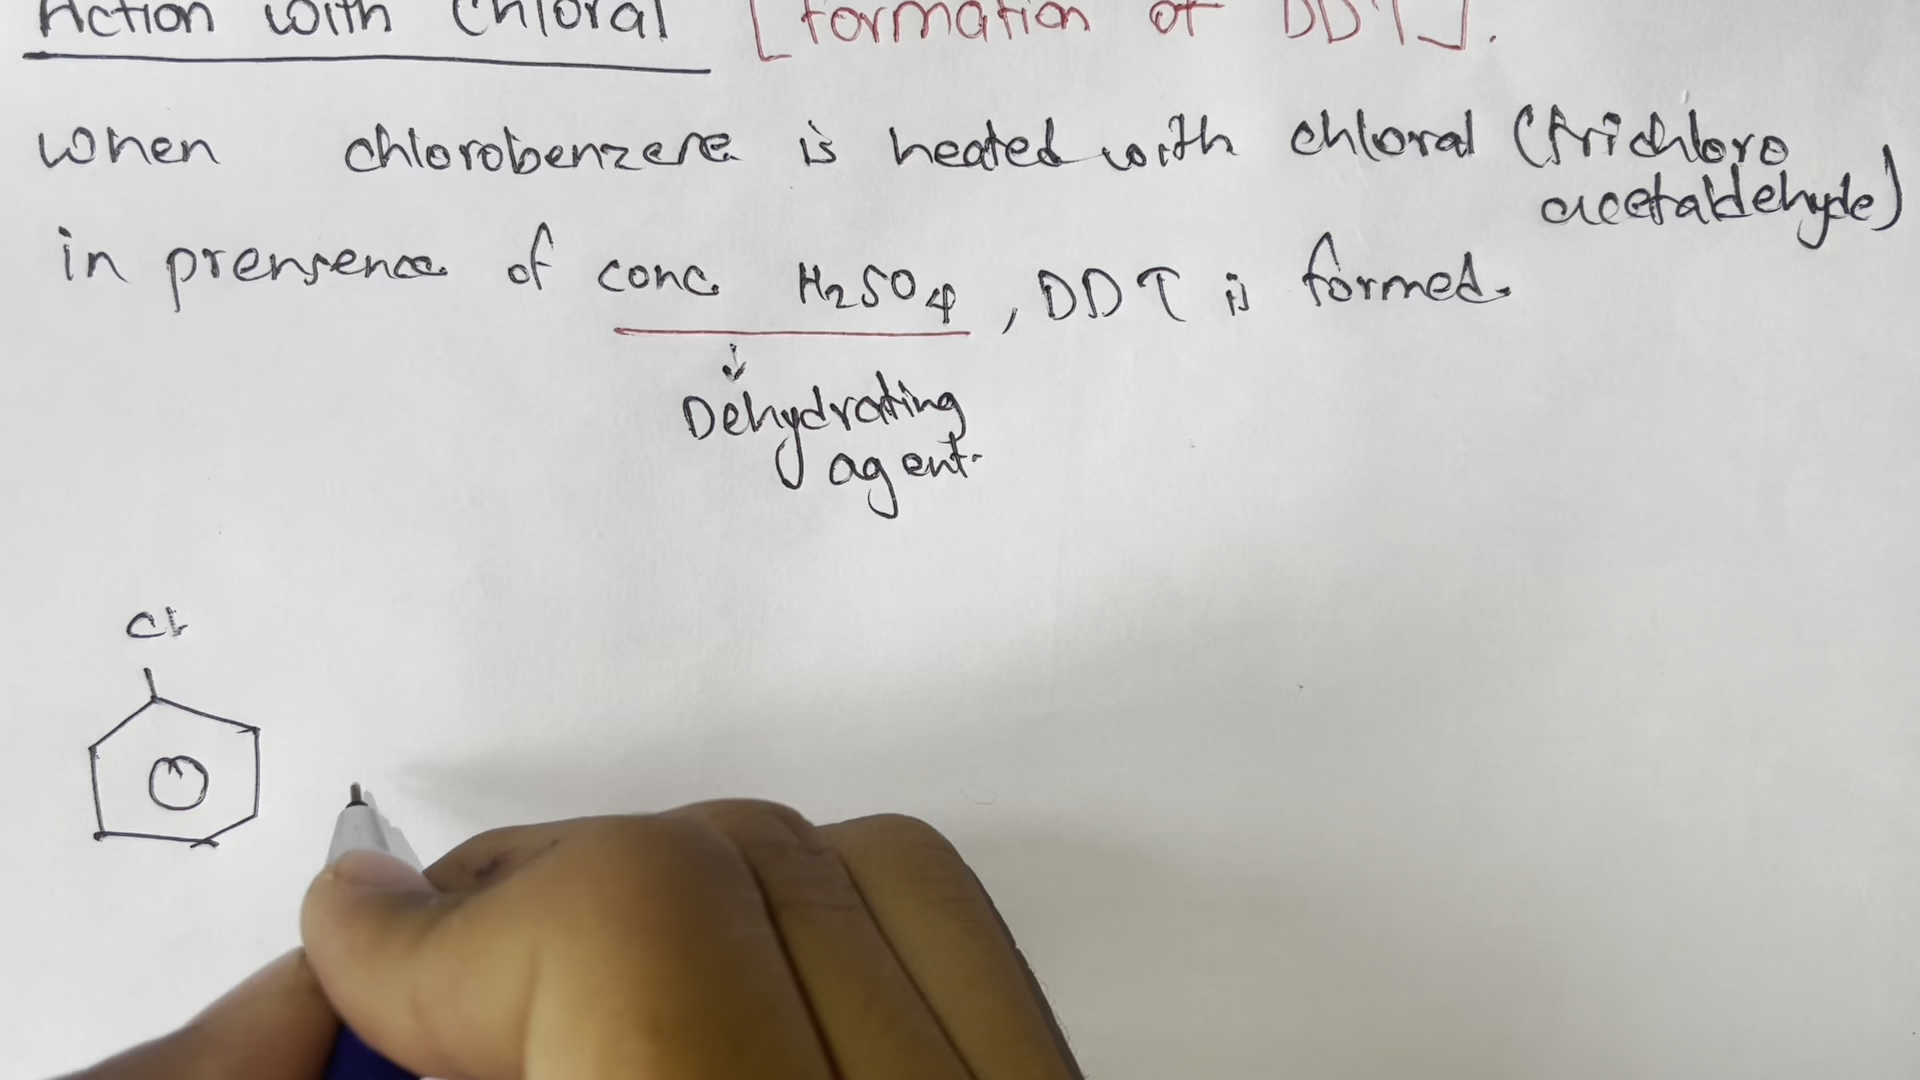 Action with Chloral [formation of DDT].
when chlorobenzene is heated with chloral (trichloro
acetaldehyde)
in prensence of conc. H₂SO₄, DDT is formed.
Dehydrating
agent.
Cl